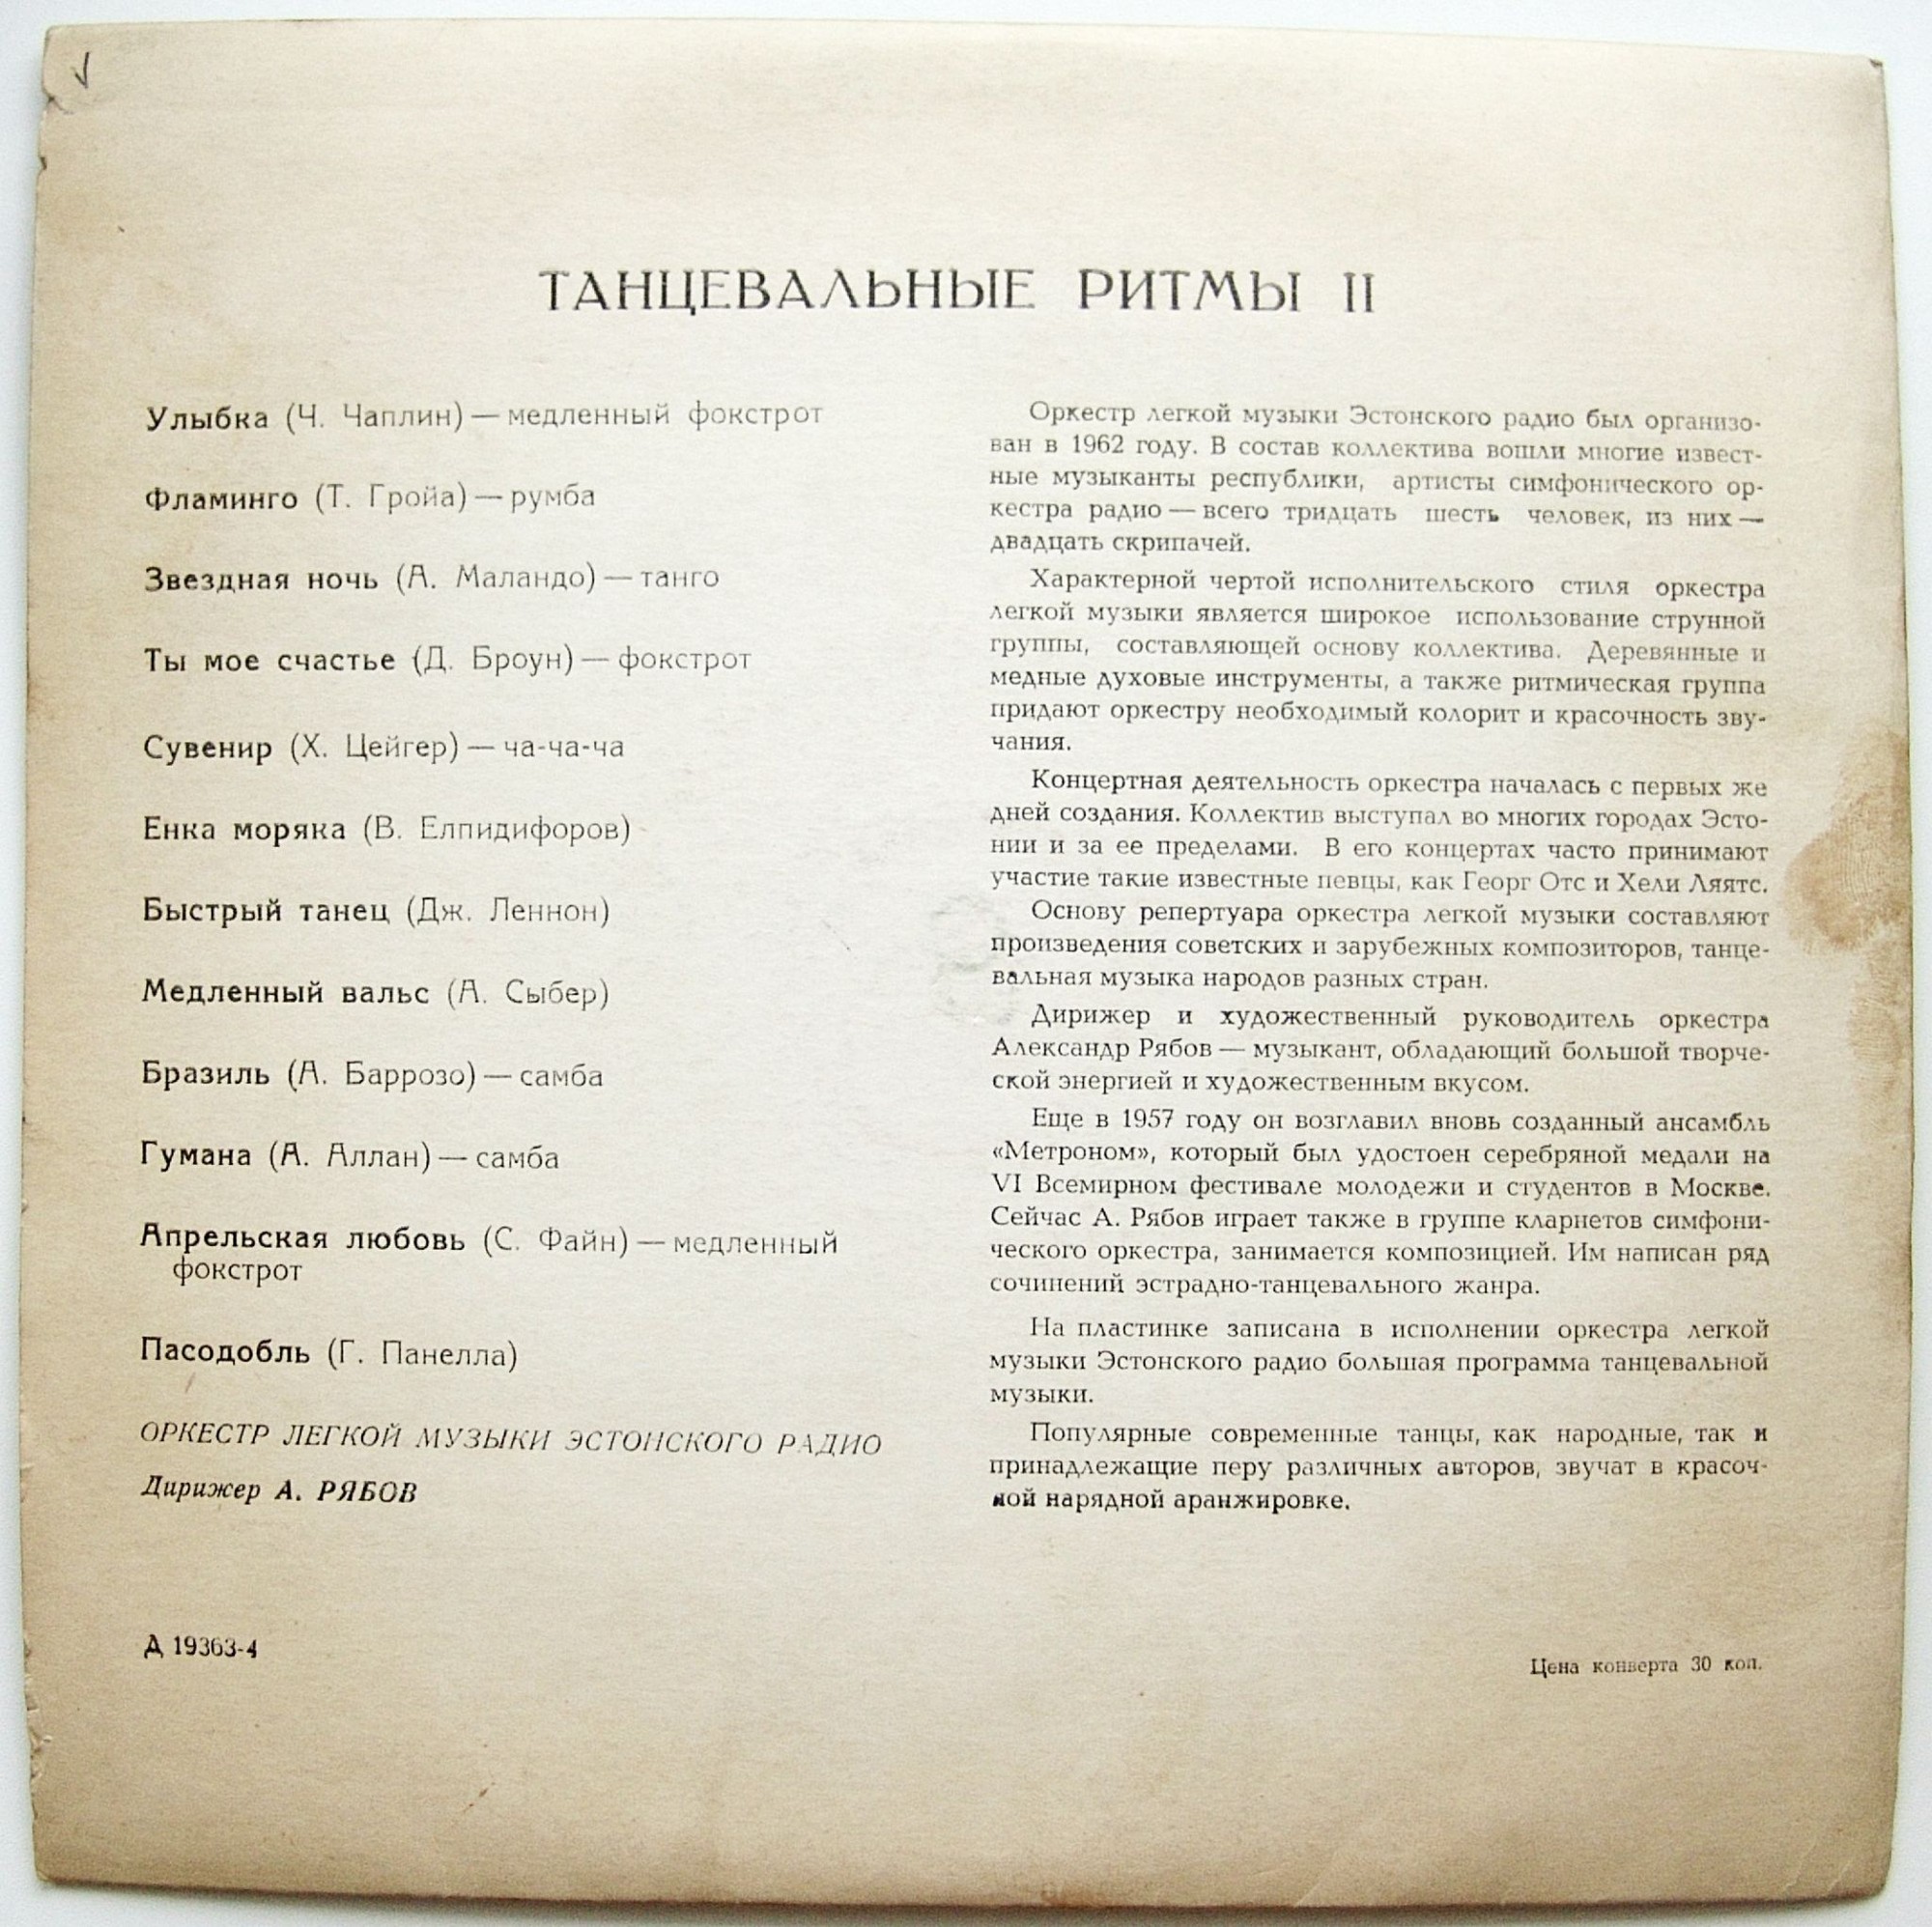 ТАНЦЕВАЛЬНЫЕ РИТМЫ II
Улыбка (Ч. Чаплин) — медленный фокстрот
Фламинго (Т. Гройа) — румба
Звездная ночь (А. Маландо) — танго
Ты мое счастье (Д. Броун) — фокстрот
Сувенир (Х. Цейгер) — ча-ча-ча
Енка моряка (В. Елпидифоров)
Быстрый танец (Дж. Леннон)
Медленный вальс (А. Сыбер)
Бразиль (А. Баррозо) — самба
Гумана (А. Аллан) — самба
Апрельская любовь (С. Файн) — медленный
фокстрот
Пасодобль (Г. Панелла)
ОРКЕСТР ЛЕГКОЙ МУЗЫКИ ЭСТОНСКОГО РАДИО
Дирижер А. РЯБОВ
Оркестр легкой музыки Эстонского радио был организо-
ван в 1962 году. В состав коллектива вошли многие извест-
ные музыканты республики, артисты симфонического ор-
кестра радио — всего тридцать шесть человек, из них —
двадцать скрипачей.
Характерной чертой исполнительского стиля оркестра
легкой музыки является широкое использование струнной
группы, составляющей основу коллектива. Деревянные и
медные духовые инструменты, а также ритмическая группа
придают оркестру необходимый колорит и красочность зву-
чания.
Концертная деятельность оркестра началась с первых же
дней создания. Коллектив выступал во многих городах Эсто-
нии и за ее пределами. В его концертах часто принимают
участие такие известные певцы, как Георг Отс и Хели Ляятс.
Основу репертуара оркестра легкой музыки составляют
произведения советских и зарубежных композиторов, танце-
вальная музыка народов разных стран.
Дирижер и художественный руководитель оркестра
Александр Рябов — музыкант, обладающий большой творче-
ской энергией и художественным вкусом.
Еще в 1957 году он возглавил вновь созданный ансамбль
«Метроном», который был удостоен серебряной медали на
VI Всемирном фестивале молодежи и студентов в Москве.
Сейчас А. Рябов играет также в группе кларнетов симфони-
ческого оркестра, занимается композицией. Им написан ряд
сочинений эстрадно-танцевального жанра.
На пластинке записана в исполнении оркестра легкой
музыки Эстонского радио большая программа танцевальной
музыки.
Популярные современные танцы, как народные, так и
принадлежащие перу различных авторов, звучат в красоч-
ной нарядной аранжировке.
Д 19363-4
Цена конверта 30 коп.